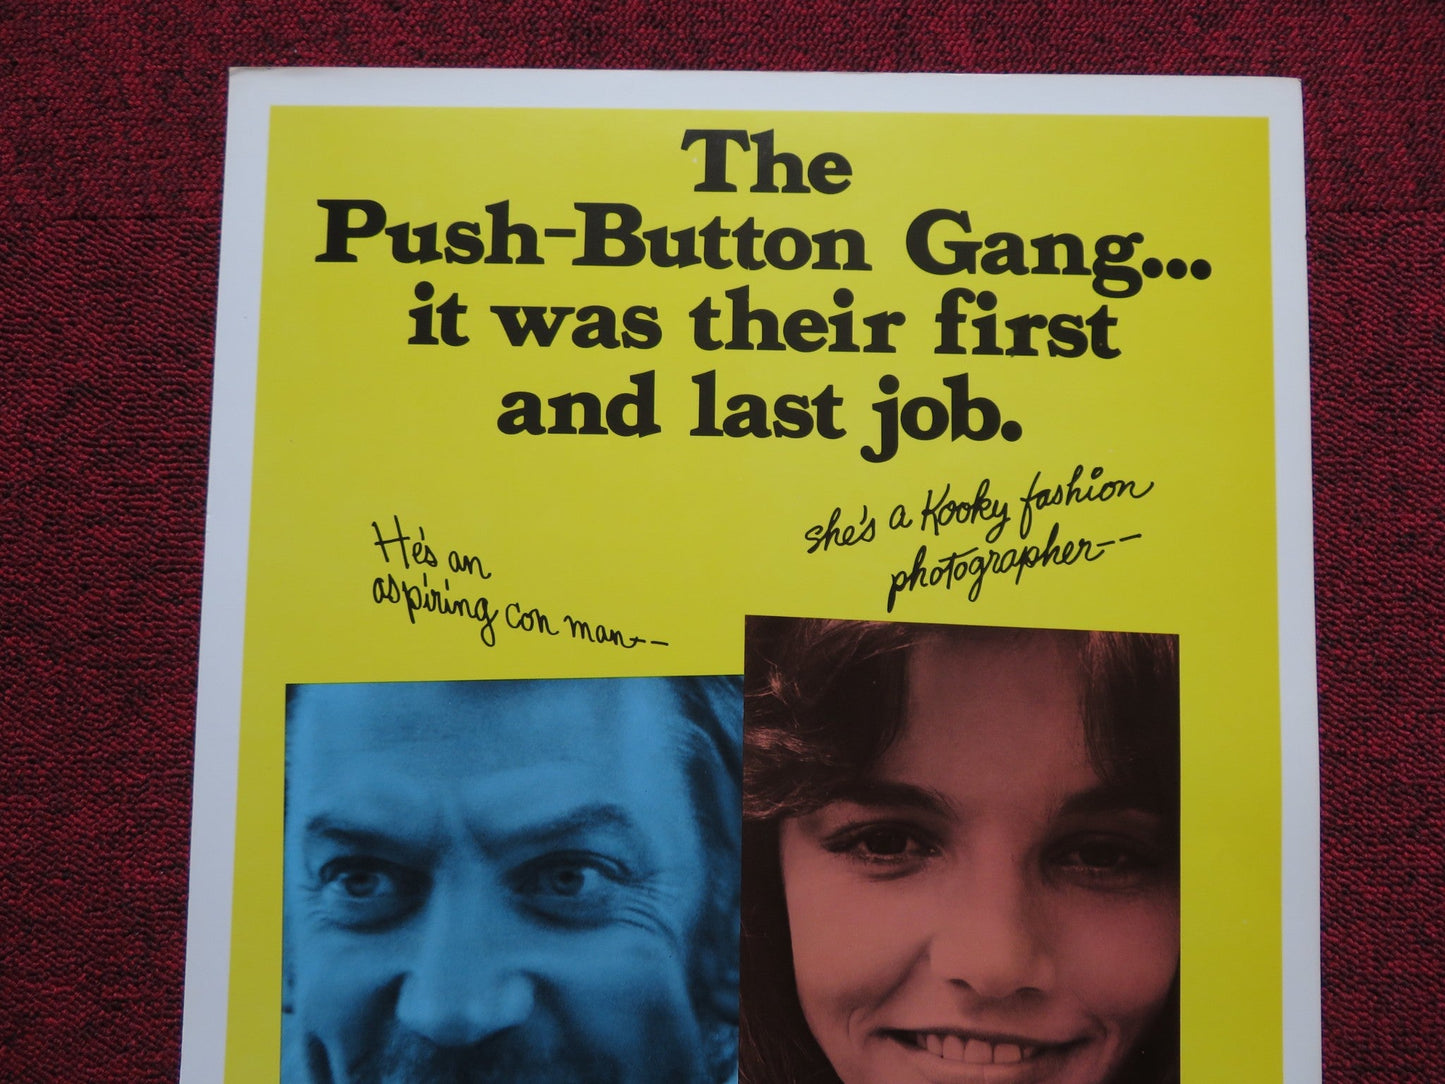 The
Push-Button Gang...
it was their first
and last job.
He's an
aspiring con man--
she's a Kooky fashion
photographer--